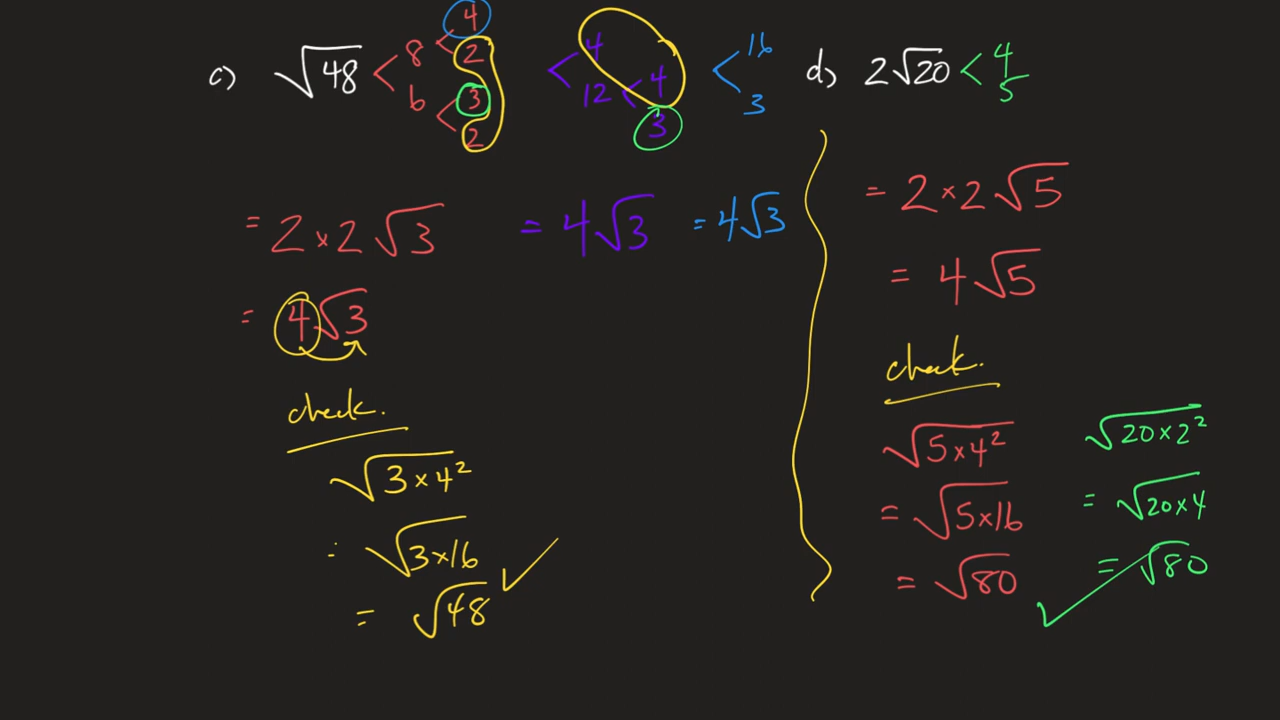 c) √48 < 8 6 < 4 2 < 3 2
< 4 12 < 4 3
< 16 3
= 2 × 2 √3
= 4√3
= 4√3
= 4√3
check.
√3 × 4²
= √3×16
= √48 ✓
d) 2√20 < 4 5
= 2 × 2 √5
= 4 √5
check.
√5 × 4²
= √5×16
= √80
√20 × 2²
= √20×4
= √80 ✓